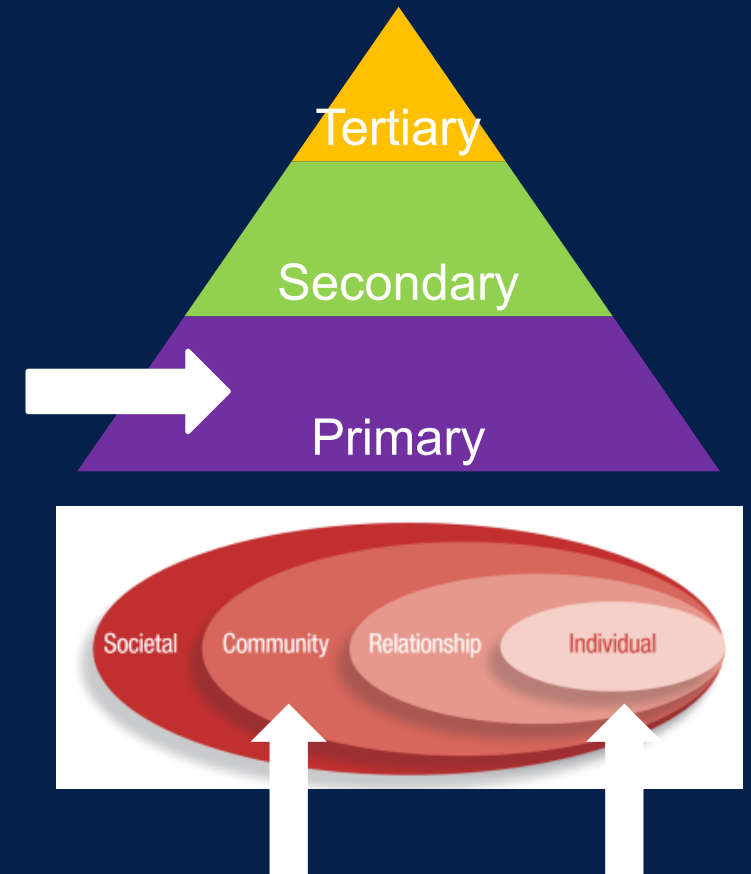 Tertiary
Secondary
Primary
Societal Community Relationship Individual